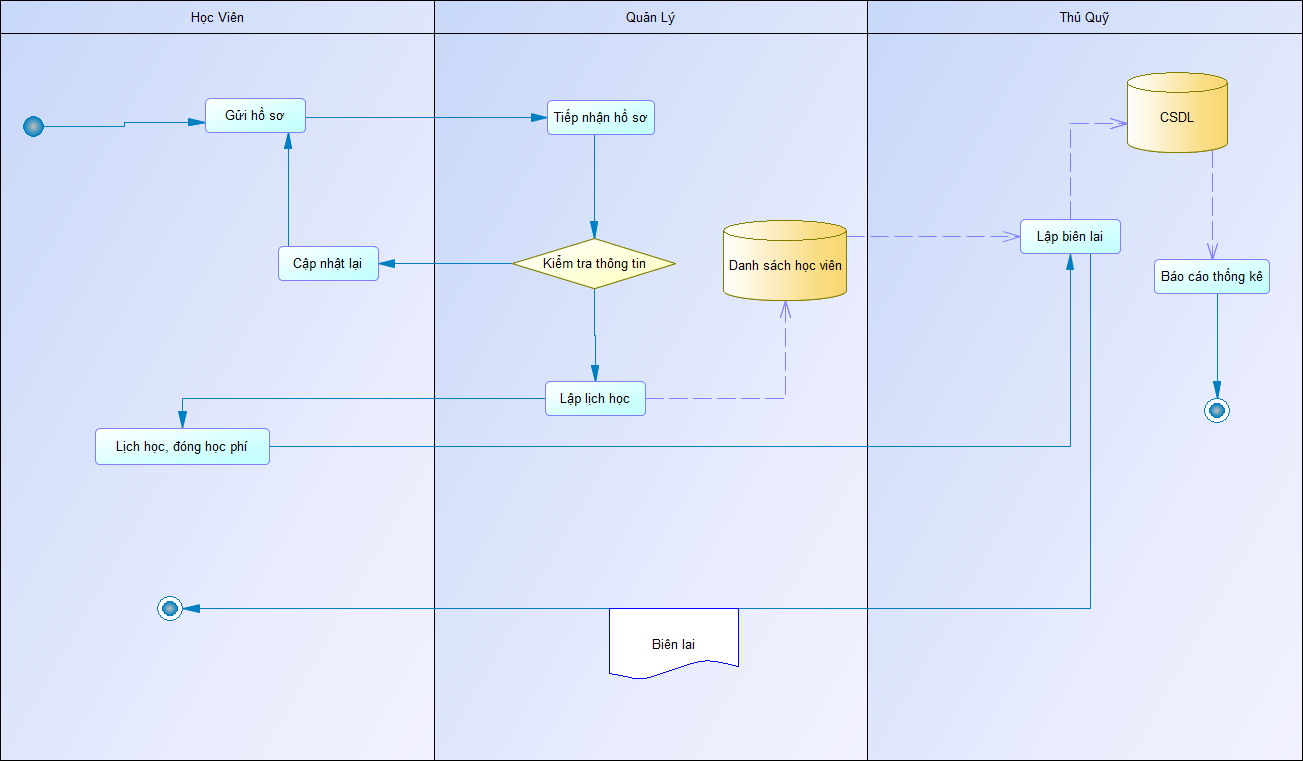 Học Viên
Quản Lý
Thủ Quỹ
Gửi hồ sơ
Tiếp nhận hồ sơ
CSDL
Lập biên lai
Cập nhật lại
Kiểm tra thông tin
Danh sách học viên
Báo cáo thống kê
Lập lịch học
Lịch học, đóng học phí
Biên lai